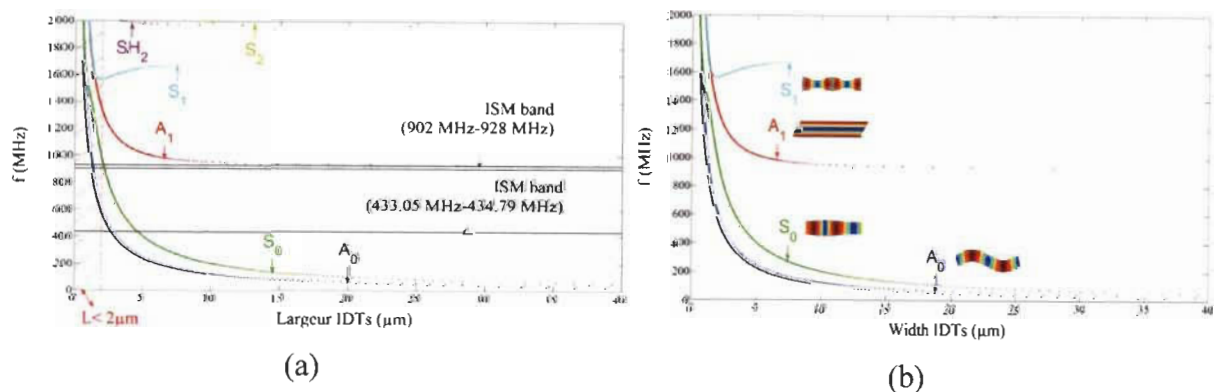 2000
1800
1600
1400
1200
1000
800
600
400
200
0
f (MHz)
SH₂
S₂
S₁
A₁
ISM band
(902 MHz-928 MHz)
ISM band
(433.05 MHz-434.79 MHz)
S₀
A₀
0 5 10 15 20 25 30 35 40
L< 2µm
Largeur IDTs (µm)
(a)
2000
1800
1600
1400
1200
1000
800
600
400
200
0
f (MHz)
S₁
A₁
S₀
A₀
0 5 10 15 20 25 30 35 40
Width IDTs (µm)
(b)